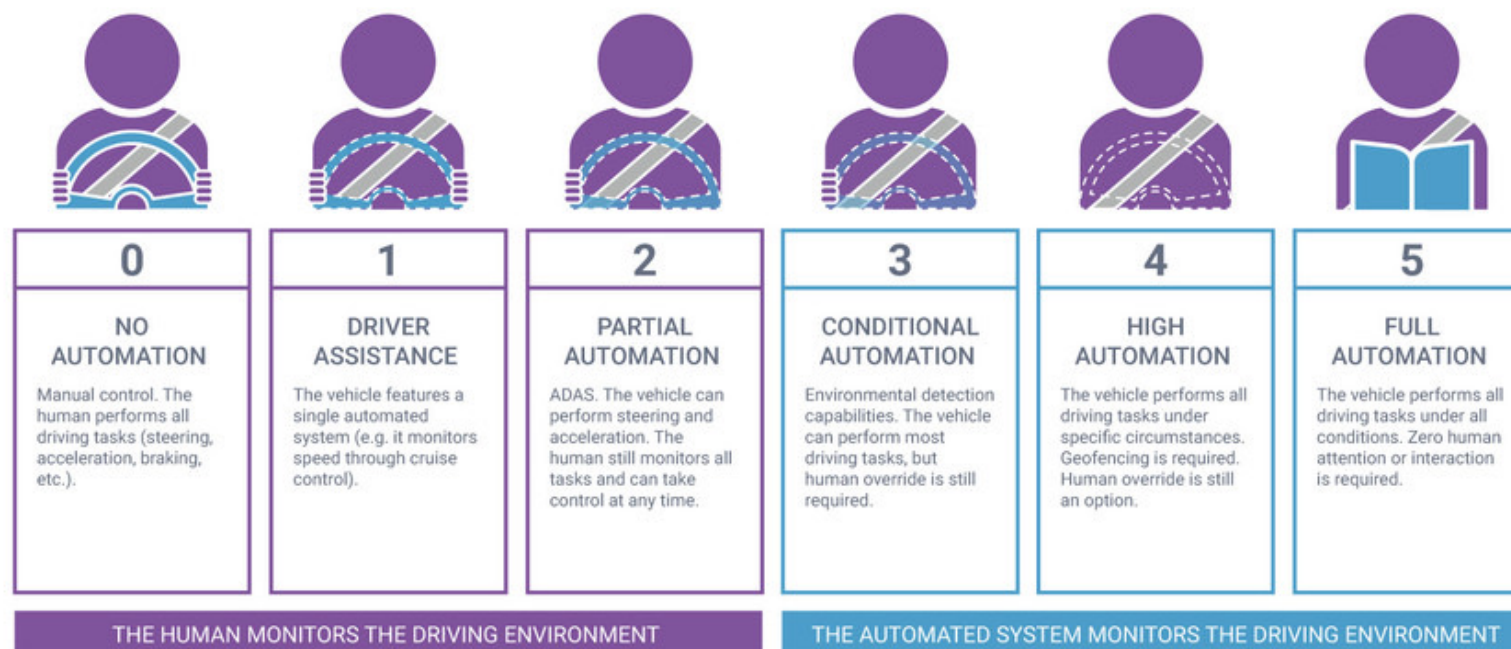 0
NO
AUTOMATION
Manual control. The
human performs all
driving tasks (steering,
acceleration, braking,
etc.).
1
DRIVER
ASSISTANCE
The vehicle features a
single automated
system (e.g. it monitors
speed through cruise
control).
2
PARTIAL
AUTOMATION
ADAS. The vehicle can
perform steering and
acceleration. The
human still monitors all
tasks and can take
control at any time.
3
CONDITIONAL
AUTOMATION
Environmental detection
capabilities. The vehicle
can perform most
driving tasks, but
human override is still
required.
4
HIGH
AUTOMATION
The vehicle performs all
driving tasks under
specific circumstances.
Geofencing is required.
Human override is still
an option.
5
FULL
AUTOMATION
The vehicle performs all
driving tasks under all
conditions. Zero human
attention or interaction
is required.
THE HUMAN MONITORS THE DRIVING ENVIRONMENT
THE AUTOMATED SYSTEM MONITORS THE DRIVING ENVIRONMENT